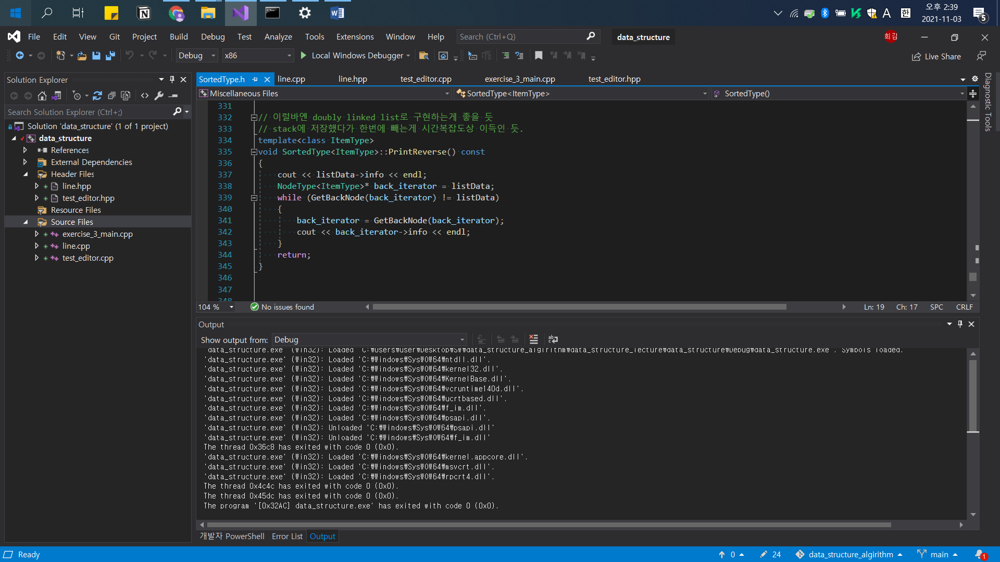 오후 2:39
2021-11-03
5
A
한
File Edit View Git Project Build Debug Test Analyze Tools Extensions Window Help Search (Ctrl+Q) data_structure 희김
Debug x86 Local Windows Debugger Live Share
Solution Explorer
Search Solution Explorer (Ctrl+;)
Solution 'data_structure' (1 of 1 project)
data_structure
References
External Dependencies
Header Files
line.hpp
test_editor.hpp
Resource Files
Source Files
exercise_3_main.cpp
line.cpp
test_editor.cpp
SortedType.h line.cpp line.hpp test_editor.cpp exercise_3_main.cpp test_editor.hpp
Miscellaneous Files SortedType<ItemType> SortedType()
331
332 // 이럴바엔 doubly linked list로 구현하는게 좋을 듯
333 // stack에 저장했다가 한번에 빼는게 시간복잡도상 이득인 듯.
334 template<class ItemType>
335 void SortedType<ItemType>::PrintReverse() const
336 {
337 cout << listData->info << endl;
338 NodeType<ItemType>* back_iterator = listData;
339 while (GetBackNode(back_iterator) != listData)
340 {
341 back_iterator = GetBackNode(back_iterator);
342 cout << back_iterator->info << endl;
343 }
344 return;
345 }
346
347
348
104 % No issues found Ln: 19 Ch: 17 SPC CRLF
Diagnostic Tools
Output
Show output from: Debug
'data_structure.exe' (Win32): Loaded 'C:₩Users₩user₩Desktop₩SW₩data_structure_algirithm₩data_structure_lecture₩data_structure₩Debug₩data_structure.exe'. Symbols loaded.
'data_structure.exe' (Win32): Loaded 'C:₩Windows₩SysWOW64₩ntdll.dll'.
'data_structure.exe' (Win32): Loaded 'C:₩Windows₩SysWOW64₩kernel32.dll'.
'data_structure.exe' (Win32): Loaded 'C:₩Windows₩SysWOW64₩KernelBase.dll'.
'data_structure.exe' (Win32): Loaded 'C:₩Windows₩SysWOW64₩vcruntime140d.dll'.
'data_structure.exe' (Win32): Loaded 'C:₩Windows₩SysWOW64₩ucrtbased.dll'.
'data_structure.exe' (Win32): Loaded 'C:₩Windows₩SysWOW64₩f_im.dll'.
'data_structure.exe' (Win32): Loaded 'C:₩Windows₩SysWOW64₩psapi.dll'.
'data_structure.exe' (Win32): Unloaded 'C:₩Windows₩SysWOW64₩psapi.dll'
'data_structure.exe' (Win32): Unloaded 'C:₩Windows₩SysWOW64₩f_im.dll'
The thread 0x36c8 has exited with code 0 (0x0).
'data_structure.exe' (Win32): Loaded 'C:₩Windows₩SysWOW64₩kernel.appcore.dll'.
'data_structure.exe' (Win32): Loaded 'C:₩Windows₩SysWOW64₩msvcrt.dll'.
'data_structure.exe' (Win32): Loaded 'C:₩Windows₩SysWOW64₩rpcrt4.dll'.
The thread 0x4c4c has exited with code 0 (0x0).
The thread 0x45dc has exited with code 0 (0x0).
The program '[0x32AC] data_structure.exe' has exited with code 0 (0x0).
개발자 PowerShell Error List Output
Ready 0 24 data_structure_algirithm main 1